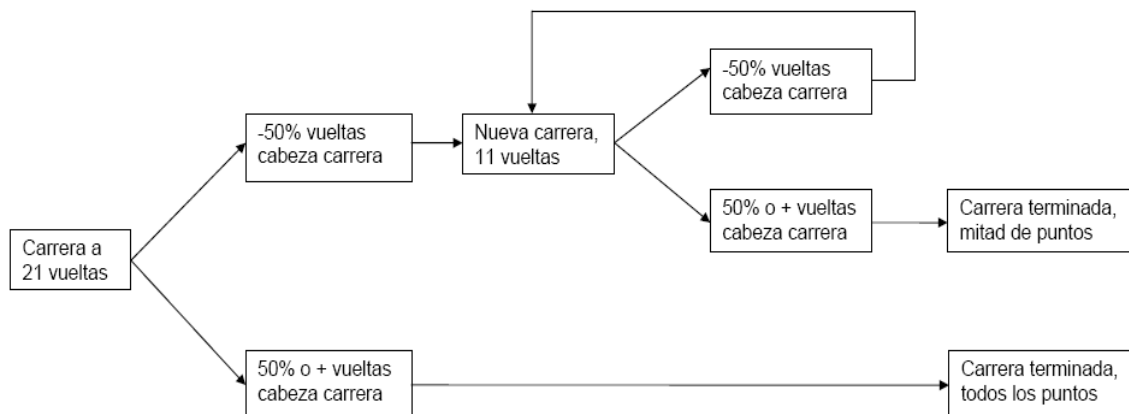 -50% vueltas
cabeza carrera
-50% vueltas
cabeza carrera
Nueva carrera,
11 vueltas
50% o + vueltas
cabeza carrera
Carrera terminada,
mitad de puntos
Carrera a
21 vueltas
50% o + vueltas
cabeza carrera
Carrera terminada,
todos los puntos